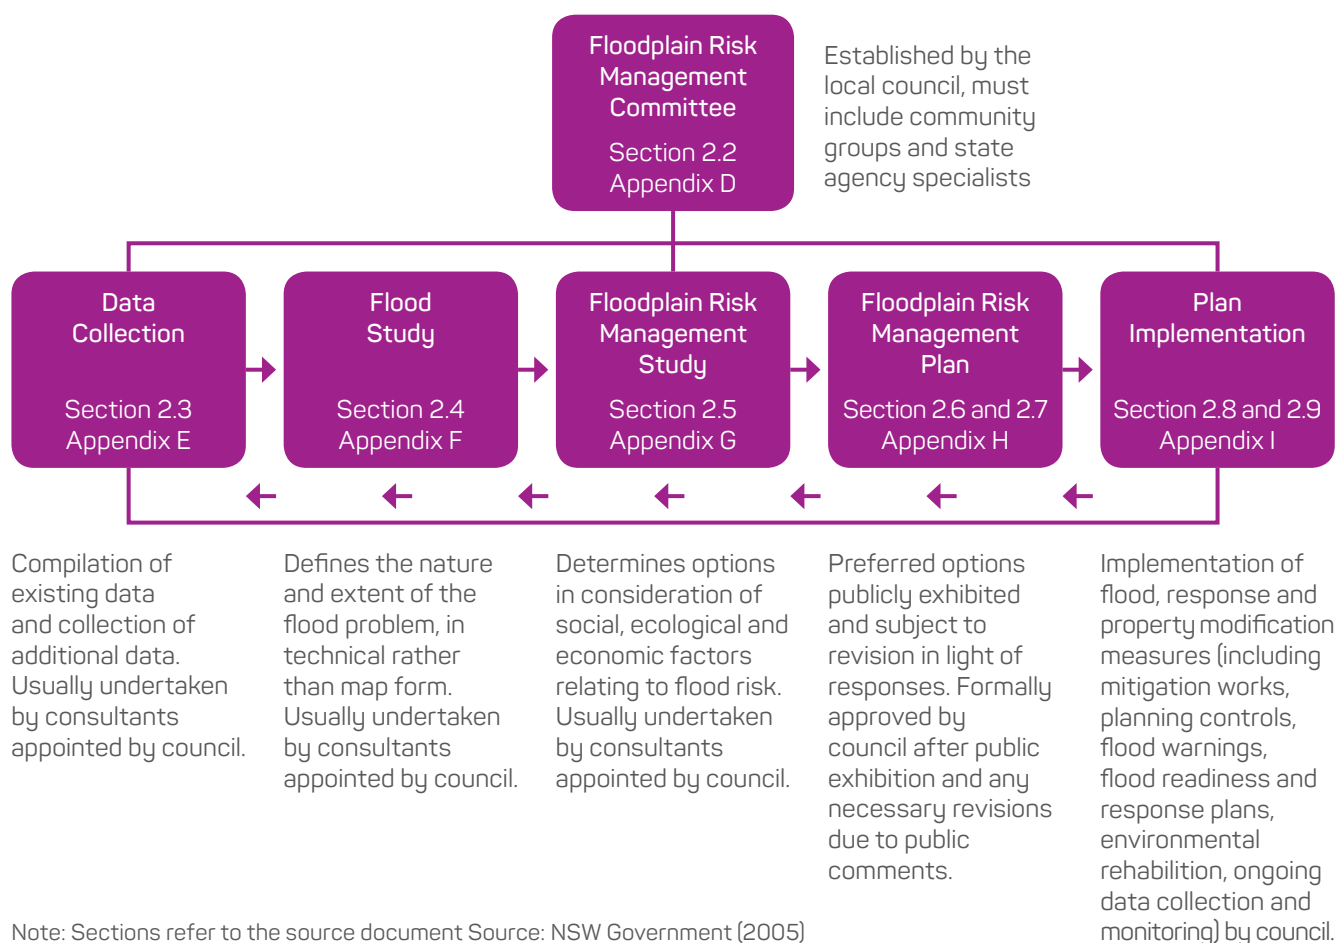 Floodplain Risk
Management
Committee
Section 2.2
Appendix D
Established by the
local council, must
include community
groups and state
agency specialists
Data
Collection
Section 2.3
Appendix E
Flood
Study
Section 2.4
Appendix F
Floodplain Risk
Management
Study
Section 2.5
Appendix G
Floodplain Risk
Management
Plan
Section 2.6 and 2.7
Appendix H
Plan
Implementation
Section 2.8 and 2.9
Appendix I
Compilation of
existing data
and collection of
additional data.
Usually undertaken
by consultants
appointed by council.
Defines the nature
and extent of the
flood problem, in
technical rather
than map form.
Usually undertaken
by consultants
appointed by council.
Determines options
in consideration of
social, ecological and
economic factors
relating to flood risk.
Usually undertaken
by consultants
appointed by council.
Preferred options
publicly exhibited
and subject to
revision in light of
responses. Formally
approved by
council after public
exhibition and any
necessary revisions
due to public
comments.
Implementation of
flood, response and
property modification
measures (including
mitigation works,
planning controls,
flood warnings,
flood readiness and
response plans,
environmental
rehabilition, ongoing
data collection and
monitoring) by council.
Note: Sections refer to the source document Source: NSW Government (2005)